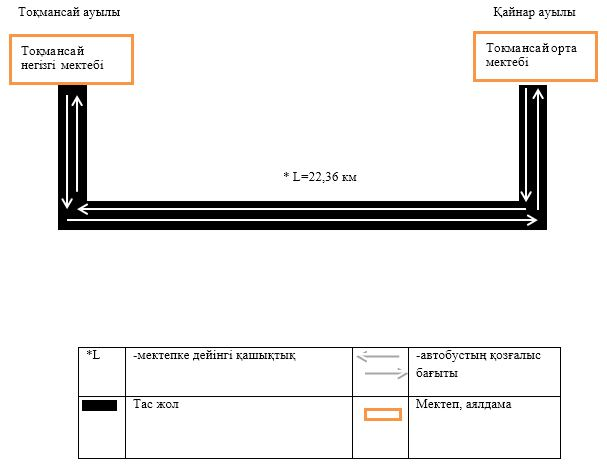 Тоқмансай ауылы
Қайнар ауылы
Тоқмансай
негізгі мектебі
Токмансай орта
мектебі
* L=22,36 км
*L
-мектепке дейінгі қашықтық
-автобустың қозғалыс
бағыты
Тас жол
Мектеп, аялдама